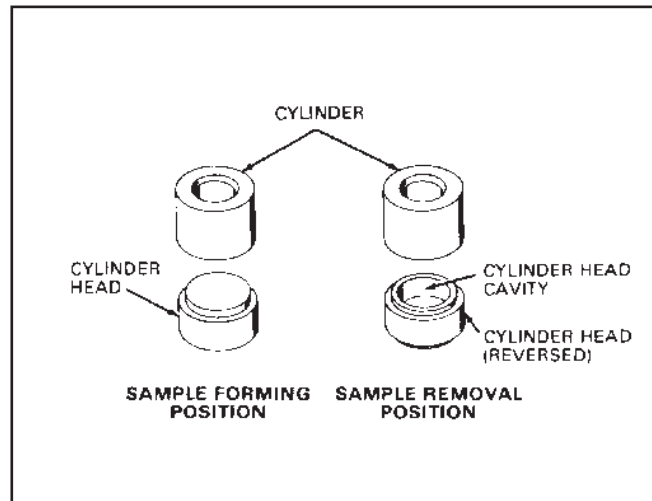 CYLINDER
CYLINDER
HEAD
CYLINDER HEAD
CAVITY
CYLINDER HEAD
(REVERSED)
SAMPLE FORMING
POSITION
SAMPLE REMOVAL
POSITION